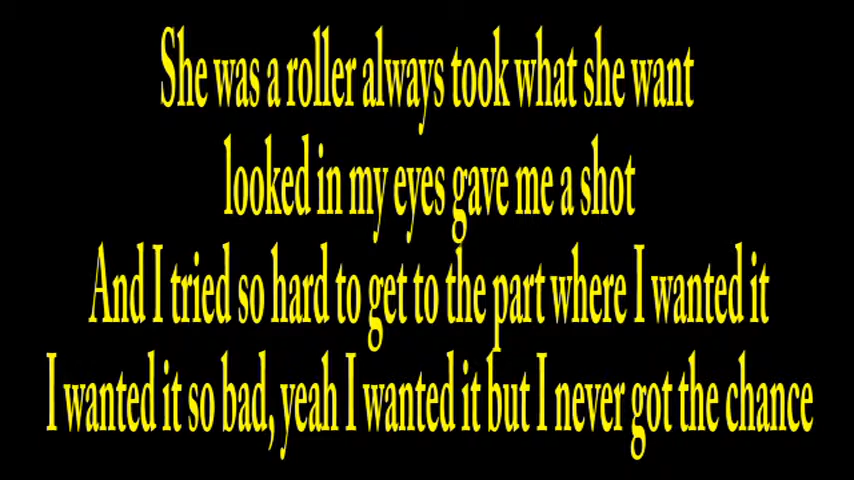 She was a roller always took what she want
looked in my eyes gave me a shot
And I tried so hard to get to the part where I wanted it
I wanted it so bad, yeah I wanted it but I never got the chance